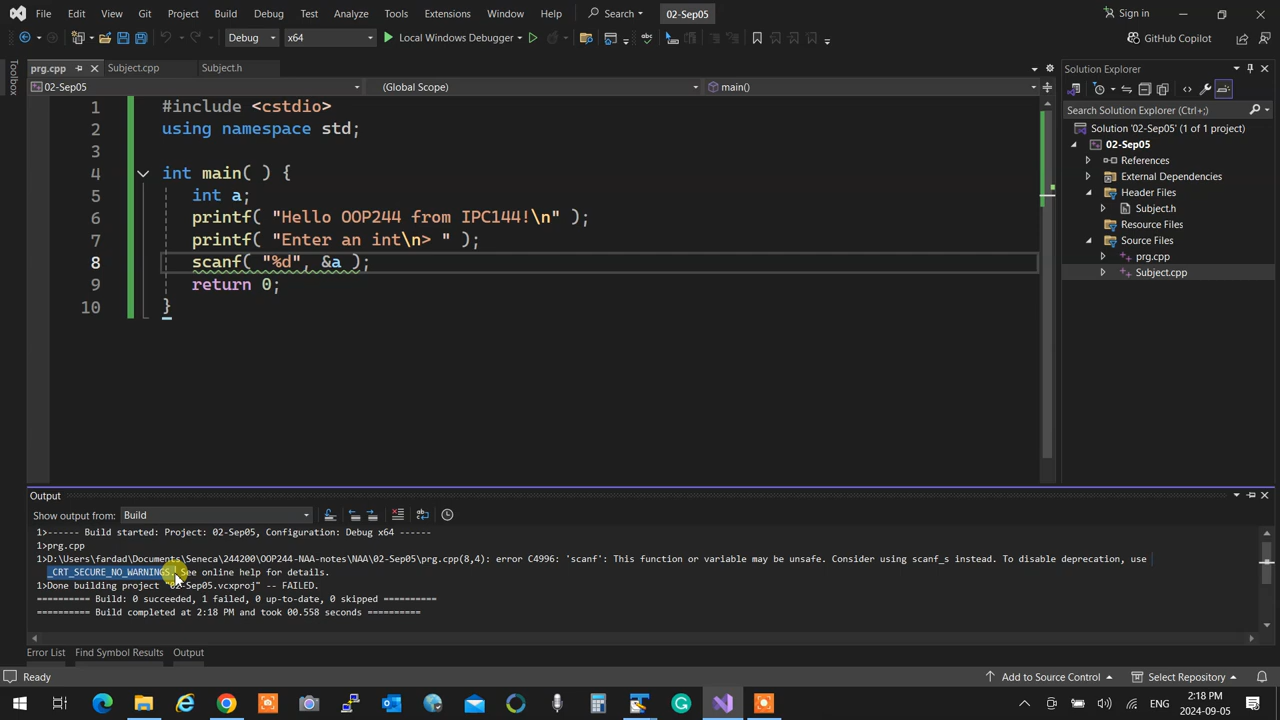 File Edit View Git Project Build Debug Test Analyze Tools Extensions Window Help Search 02-Sep05 Sign in
Debug x64 Local Windows Debugger GitHub Copilot
Toolbox
prg.cpp Subject.cpp Subject.h
02-Sep05 (Global Scope) main()
1 #include <cstdio>
2 using namespace std;
3
4 int main( ) {
5 int a;
6 printf( "Hello OOP244 from IPC144!\n" );
7 printf( "Enter an int\n> " );
8 scanf( "%d", &a );
9 return 0;
10 }
Solution Explorer
Search Solution Explorer (Ctrl+;)
Solution '02-Sep05' (1 of 1 project)
02-Sep05
References
External Dependencies
Header Files
Subject.h
Resource Files
Source Files
prg.cpp
Subject.cpp
Output
Show output from: Build
1>------ Build started: Project: 02-Sep05, Configuration: Debug x64 ------
1>prg.cpp
1>D:\Users\fardad\Documents\Seneca\244200\OOP244-NAA-notes\NAA\02-Sep05\prg.cpp(8,4): error C4996: 'scanf': This function or variable may be unsafe. Consider using scanf_s instead. To disable deprecation, use
_CRT_SECURE_NO_WARNINGS. See online help for details.
1>Done building project "02-Sep05.vcxproj" -- FAILED.
========== Build: 0 succeeded, 1 failed, 0 up-to-date, 0 skipped ==========
========== Build completed at 2:18 PM and took 00.558 seconds ==========
Error List Find Symbol Results Output
Ready Add to Source Control Select Repository
ENG 2:18 PM
2024-09-05